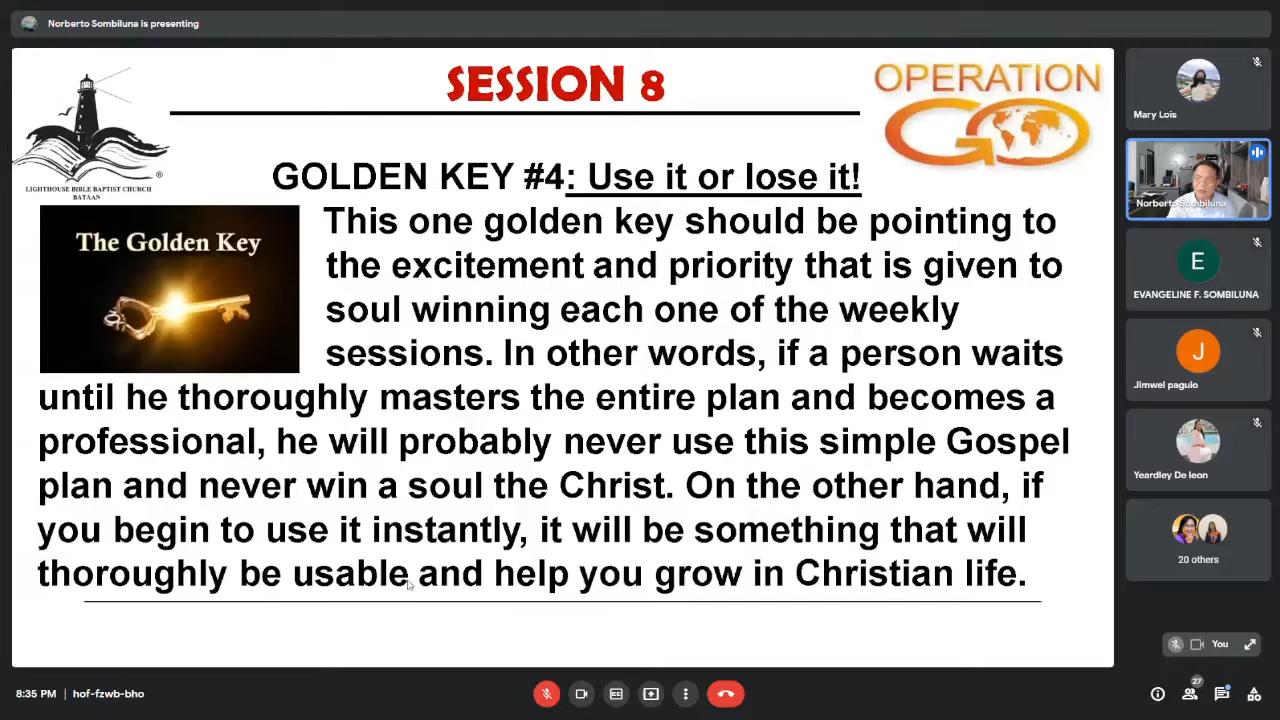 Norberto Sombiluna is presenting
SESSION 8
OPERATION
GO
LIGHTHOUSE BIBLE BAPTIST CHURCH
BATAAN
®
GOLDEN KEY #4: Use it or lose it!
The Golden Key
This one golden key should be pointing to
the excitement and priority that is given to
soul winning each one of the weekly
sessions. In other words, if a person waits
until he thoroughly masters the entire plan and becomes a
professional, he will probably never use this simple Gospel
plan and never win a soul the Christ. On the other hand, if
you begin to use it instantly, it will be something that will
thoroughly be usable and help you grow in Christian life.
Mary Lois
Norberto Sombiluna
E
EVANGELINE F. SOMBILUNA
J
Jimwel pagulo
Yeardley De leon
20 others
You
8:35 PM | hof-fzwb-bho
27